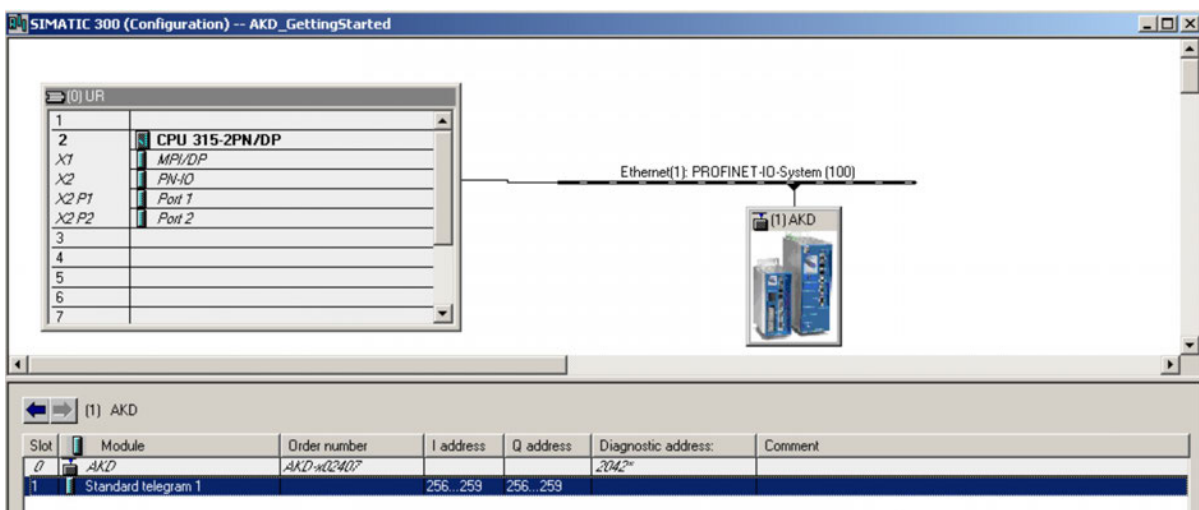 SIMATIC 300 (Configuration) -- AKD_GettingStarted
(0) UR
1
2 CPU 315-2PN/DP
X1 MPI/DP
X2 PN-IO
X2 P1 Port 1
X2 P2 Port 2
3
4
5
6
7
Ethernet(1): PROFINET-IO-System (100)
(1) AKD
(1) AKD
Slot Module Order number I address Q address Diagnostic address: Comment
0 AKD AKD-x02407 2042*
1 Standard telegram 1 256...259 256...259